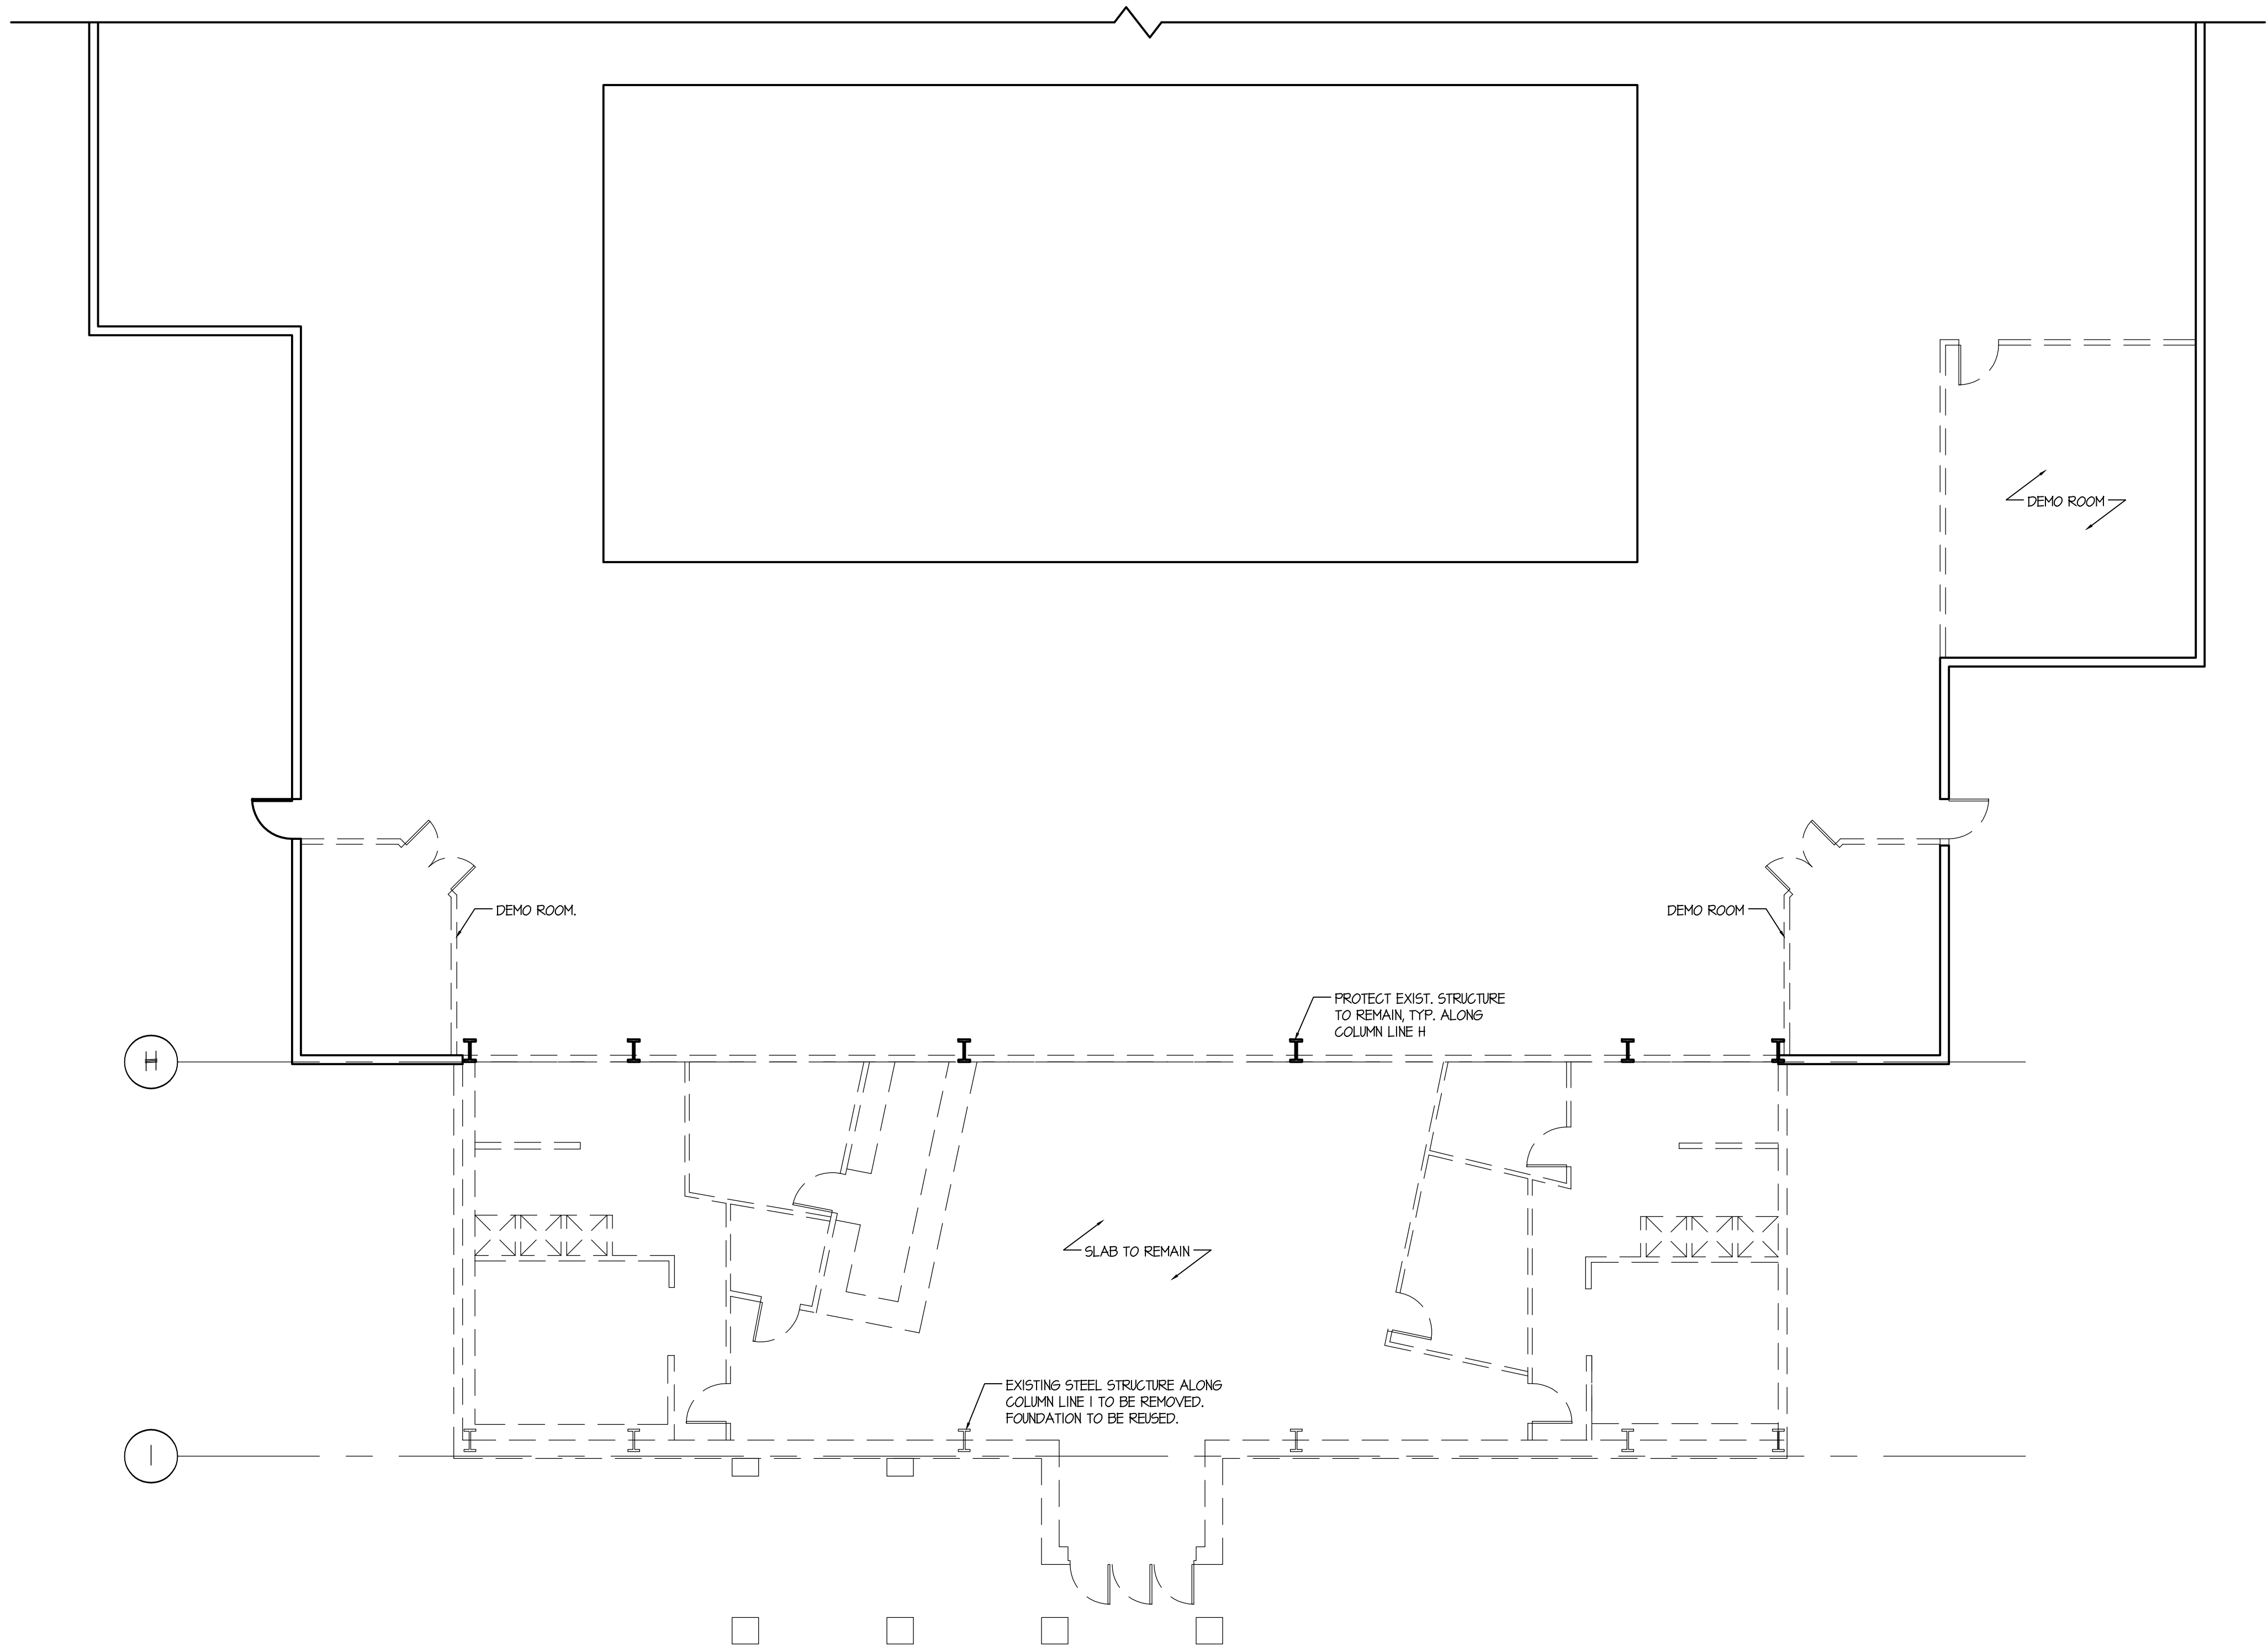 DEMO ROOM
DEMO ROOM.
DEMO ROOM
PROTECT EXIST. STRUCTURE
TO REMAIN, TYP. ALONG
COLUMN LINE H
H
SLAB TO REMAIN
EXISTING STEEL STRUCTURE ALONG
COLUMN LINE I TO BE REMOVED.
FOUNDATION TO BE REUSED.
I